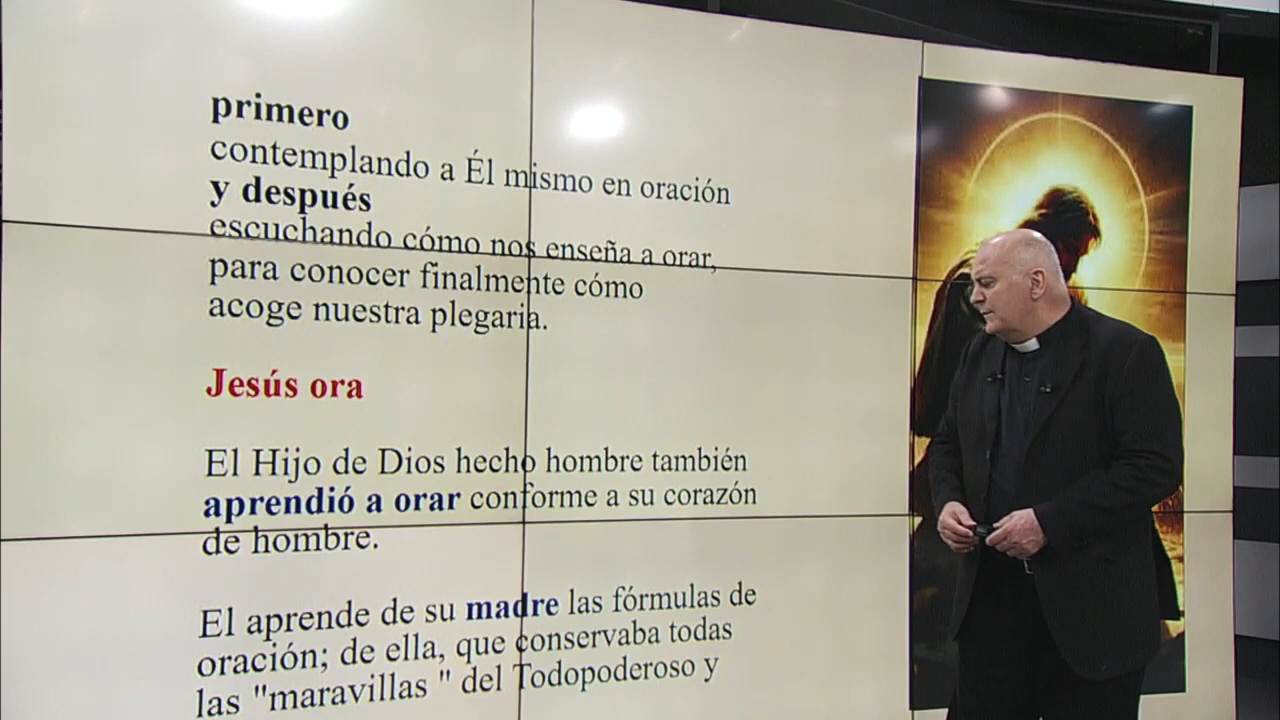 primero
contemplando a Él mismo en oración
y después
escuchando cómo nos enseña a orar,
para conocer finalmente cómo
acoge nuestra plegaria.
Jesús ora
El Hijo de Dios hecho hombre también
aprendió a orar conforme a su corazón
de hombre.
El aprende de su madre las fórmulas de
oración; de ella, que conservaba todas
las "maravillas " del Todopoderoso y